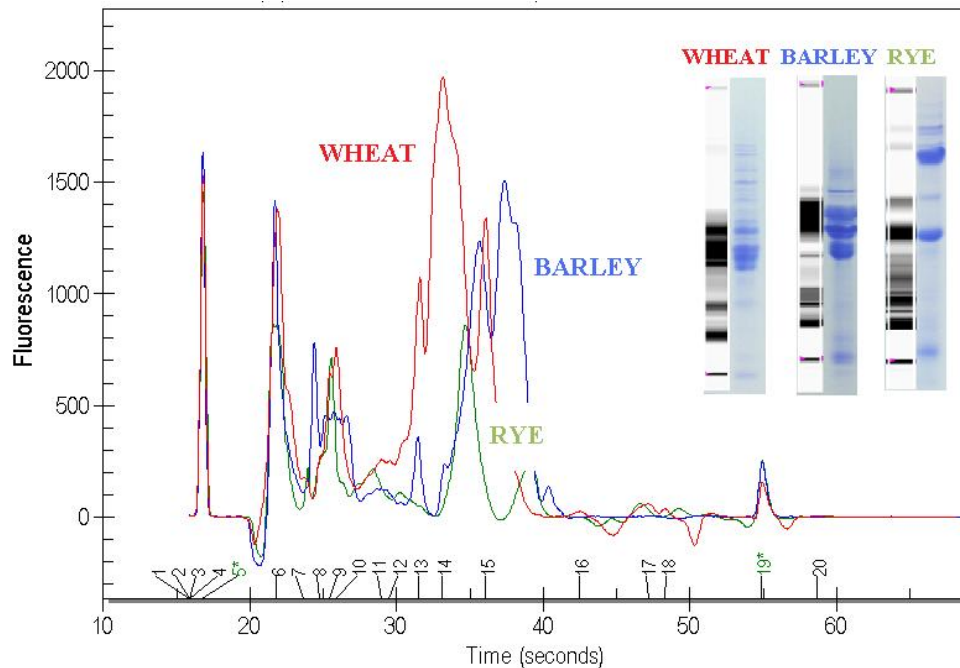 WHEAT BARLEY RYE
2000
WHEAT
1500
BARLEY
1000
500
RYE
0
Fluorescence
1 2 3 4 5* 6 7 8 9 10 11 12 13 14 15 16 17 18 19* 20
10 20 30 40 50 60
Time (seconds)